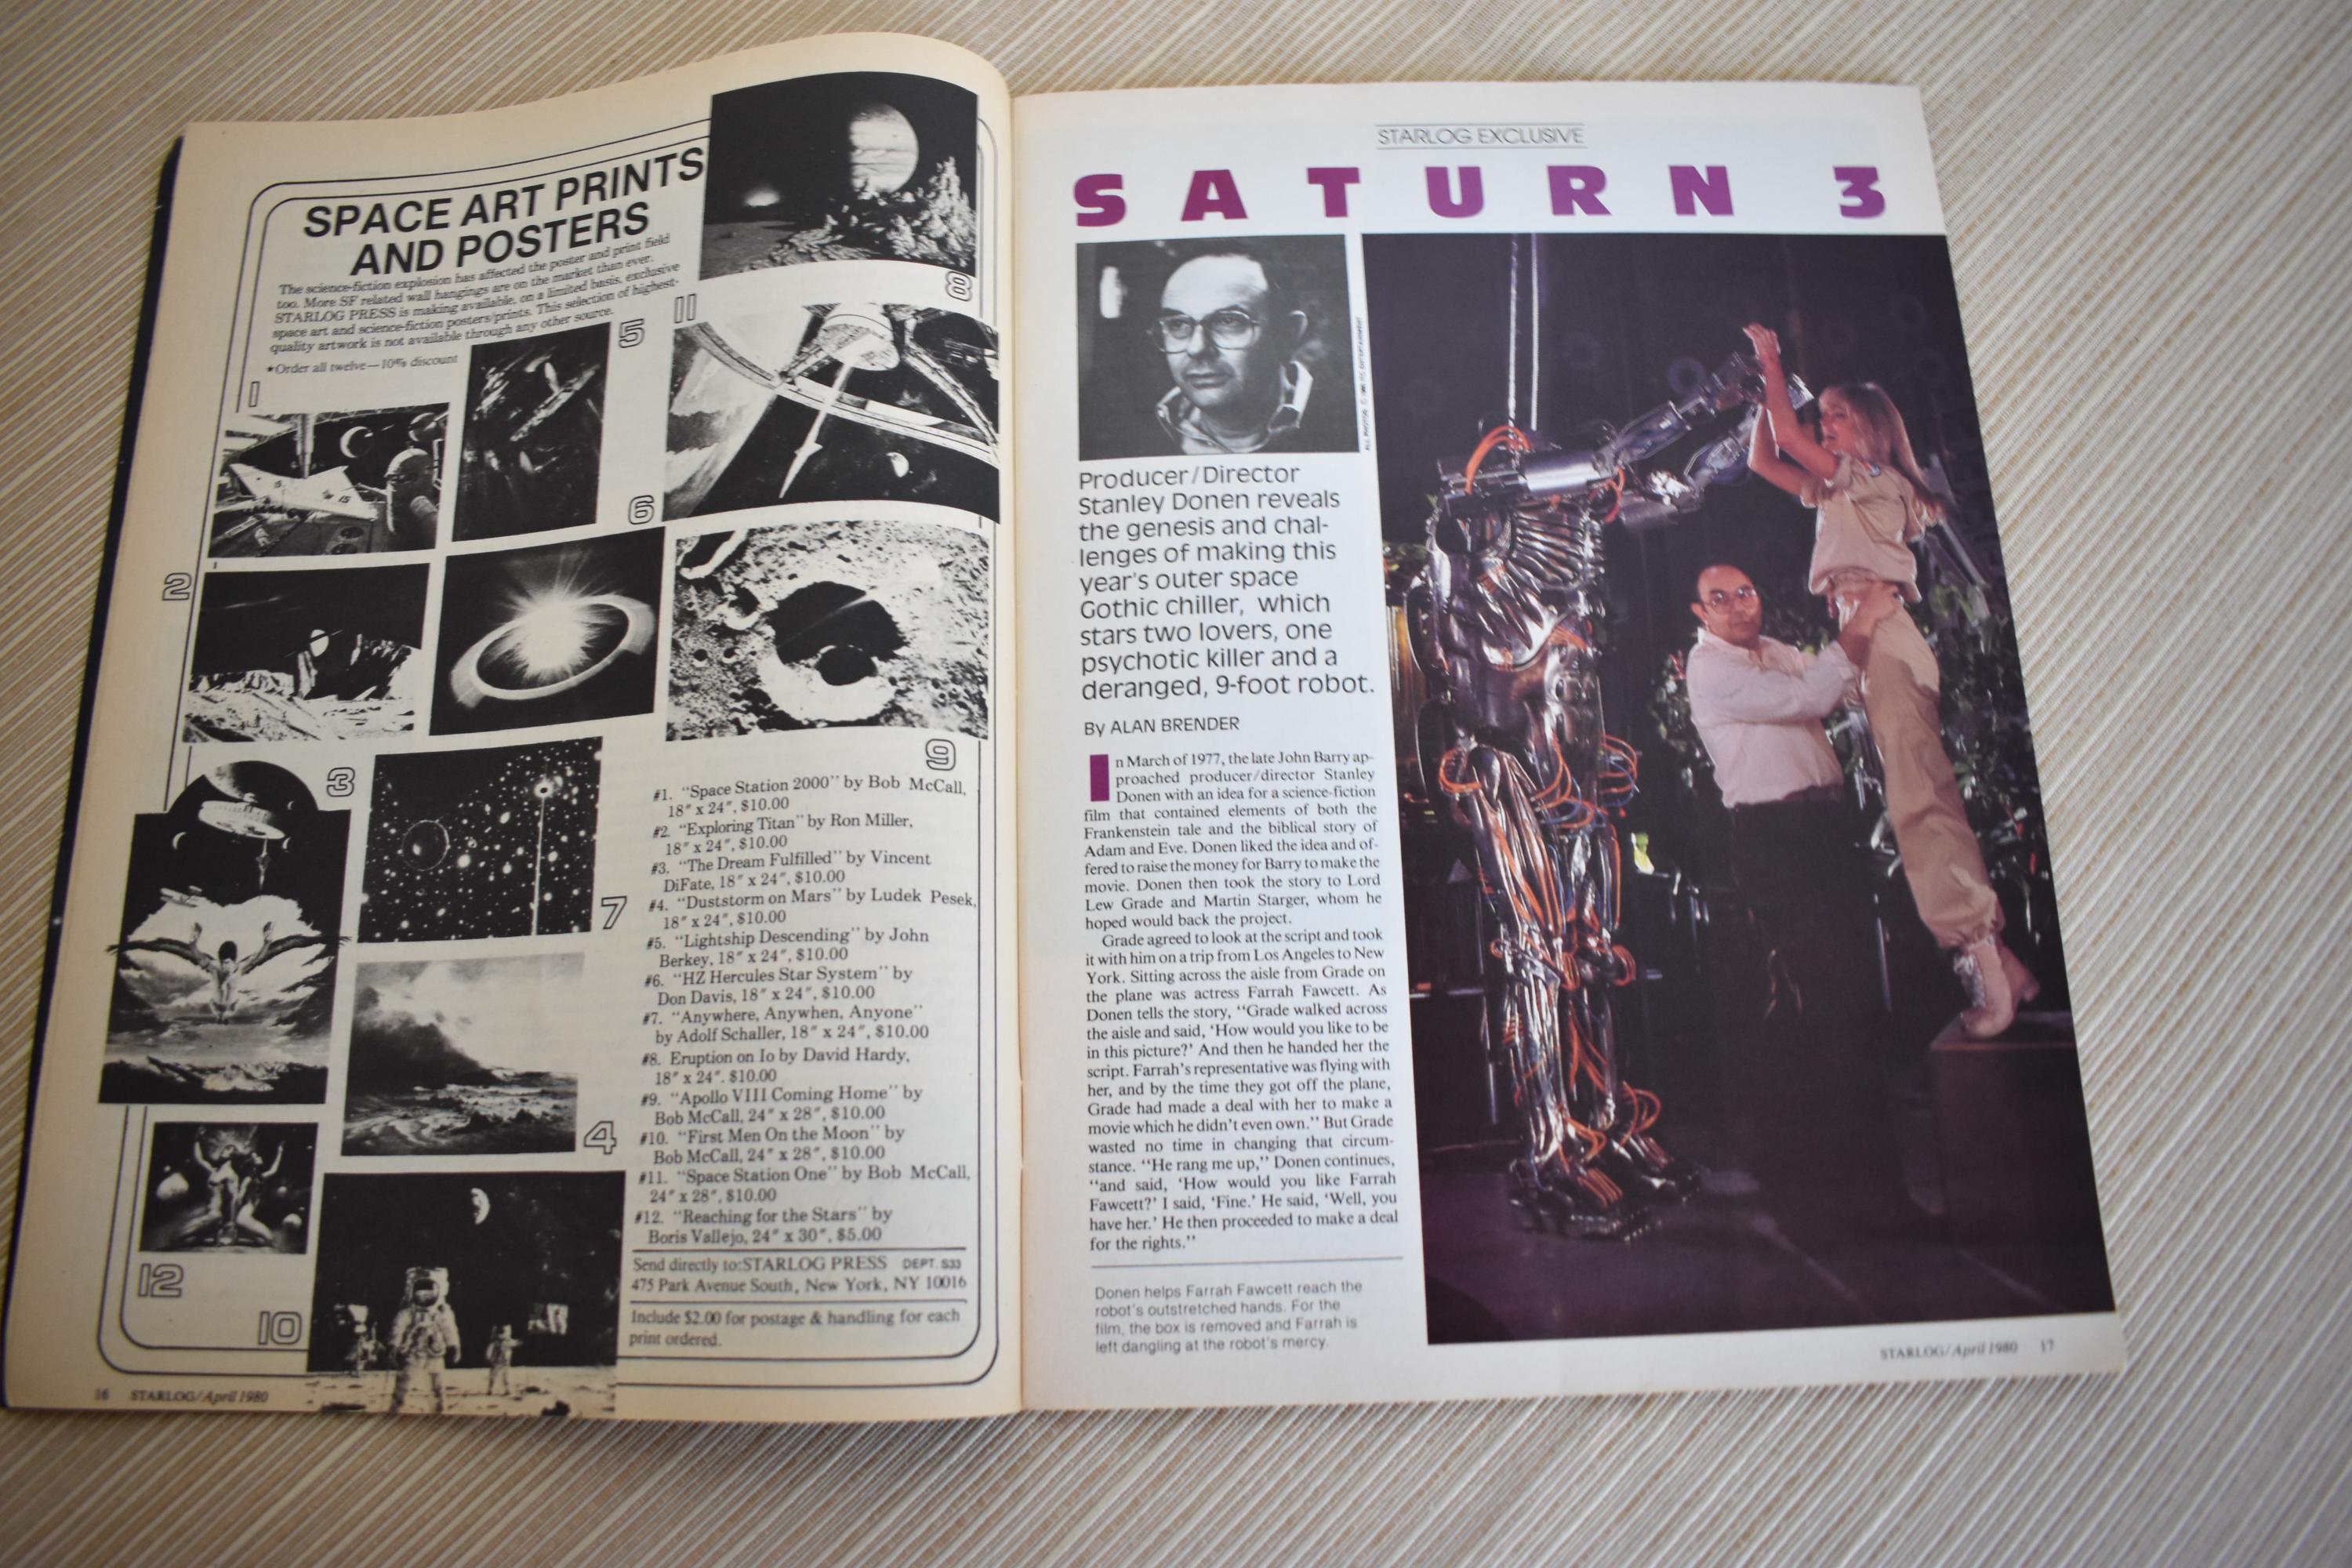 SPACE ART PRINTS
AND POSTERS
The science-fiction explosion has affected the poster and print field
too. More SF related wall hangings are on the market than ever.
STARLOG PRESS is making available, on a limited basis, exclusive
space art and science-fiction posters/prints. This selection of highest-
quality artwork is not available through any other source.
★Order all twelve—10% discount
8
11
5
1
6
2
9
3
7
4
12
10
#1. “Space Station 2000” by Bob McCall,
18″ x 24″, $10.00
#2. “Exploring Titan” by Ron Miller,
18″ x 24″, $10.00
#3. “The Dream Fulfilled” by Vincent
DiFate, 18″ x 24″, $10.00
#4. “Duststorm on Mars” by Ludek Pesek,
18″ x 24″, $10.00
#5. “Lightship Descending” by John
Berkey, 18″ x 24″, $10.00
#6. “HZ Hercules Star System” by
Don Davis, 18″ x 24″, $10.00
#7. “Anywhere, Anywhen, Anyone”
by Adolf Schaller, 18″ x 24″, $10.00
#8. Eruption on Io by David Hardy,
18″ x 24″. $10.00
#9. “Apollo VIII Coming Home” by
Bob McCall, 24″ x 28″, $10.00
#10. “First Men On the Moon” by
Bob McCall, 24″ x 28″, $10.00
#11. “Space Station One” by Bob McCall,
24″ x 28″, $10.00
#12. “Reaching for the Stars” by
Boris Vallejo, 24″ x 30″, $5.00
Send directly to: STARLOG PRESS DEPT. S33
475 Park Avenue South, New York, NY 10016
Include $2.00 for postage & handling for each
print ordered.
16 STARLOG/April 1980
STARLOG EXCLUSIVE
SATURN 3
Producer/Director
Stanley Donen reveals
the genesis and chal-
lenges of making this
year's outer space
Gothic chiller, which
stars two lovers, one
psychotic killer and a
deranged, 9-foot robot.
By ALAN BRENDER
In March of 1977, the late John Barry ap-
proached producer/director Stanley
Donen with an idea for a science-fiction
film that contained elements of both the
Frankenstein tale and the biblical story of
Adam and Eve. Donen liked the idea and of-
fered to raise the money for Barry to make the
movie. Donen then took the story to Lord
Lew Grade and Martin Starger, whom he
hoped would back the project.
Grade agreed to look at the script and took
it with him on a trip from Los Angeles to New
York. Sitting across the aisle from Grade on
the plane was actress Farrah Fawcett. As
Donen tells the story, “Grade walked across
the aisle and said, ‘How would you like to be
in this picture?’ And then he handed her the
script. Farrah's representative was flying with
her, and by the time they got off the plane,
Grade had made a deal with her to make a
movie which he didn't even own.” But Grade
wasted no time in changing that circum-
stance. “He rang me up,” Donen continues,
“and said, ‘How would you like Farrah
Fawcett?’ I said, ‘Fine.’ He said, ‘Well, you
have her.’ He then proceeded to make a deal
for the rights.”
Donen helps Farrah Fawcett reach the
robot's outstretched hands. For the
film, the box is removed and Farrah is
left dangling at the robot's mercy.
STARLOG/April 1980 17